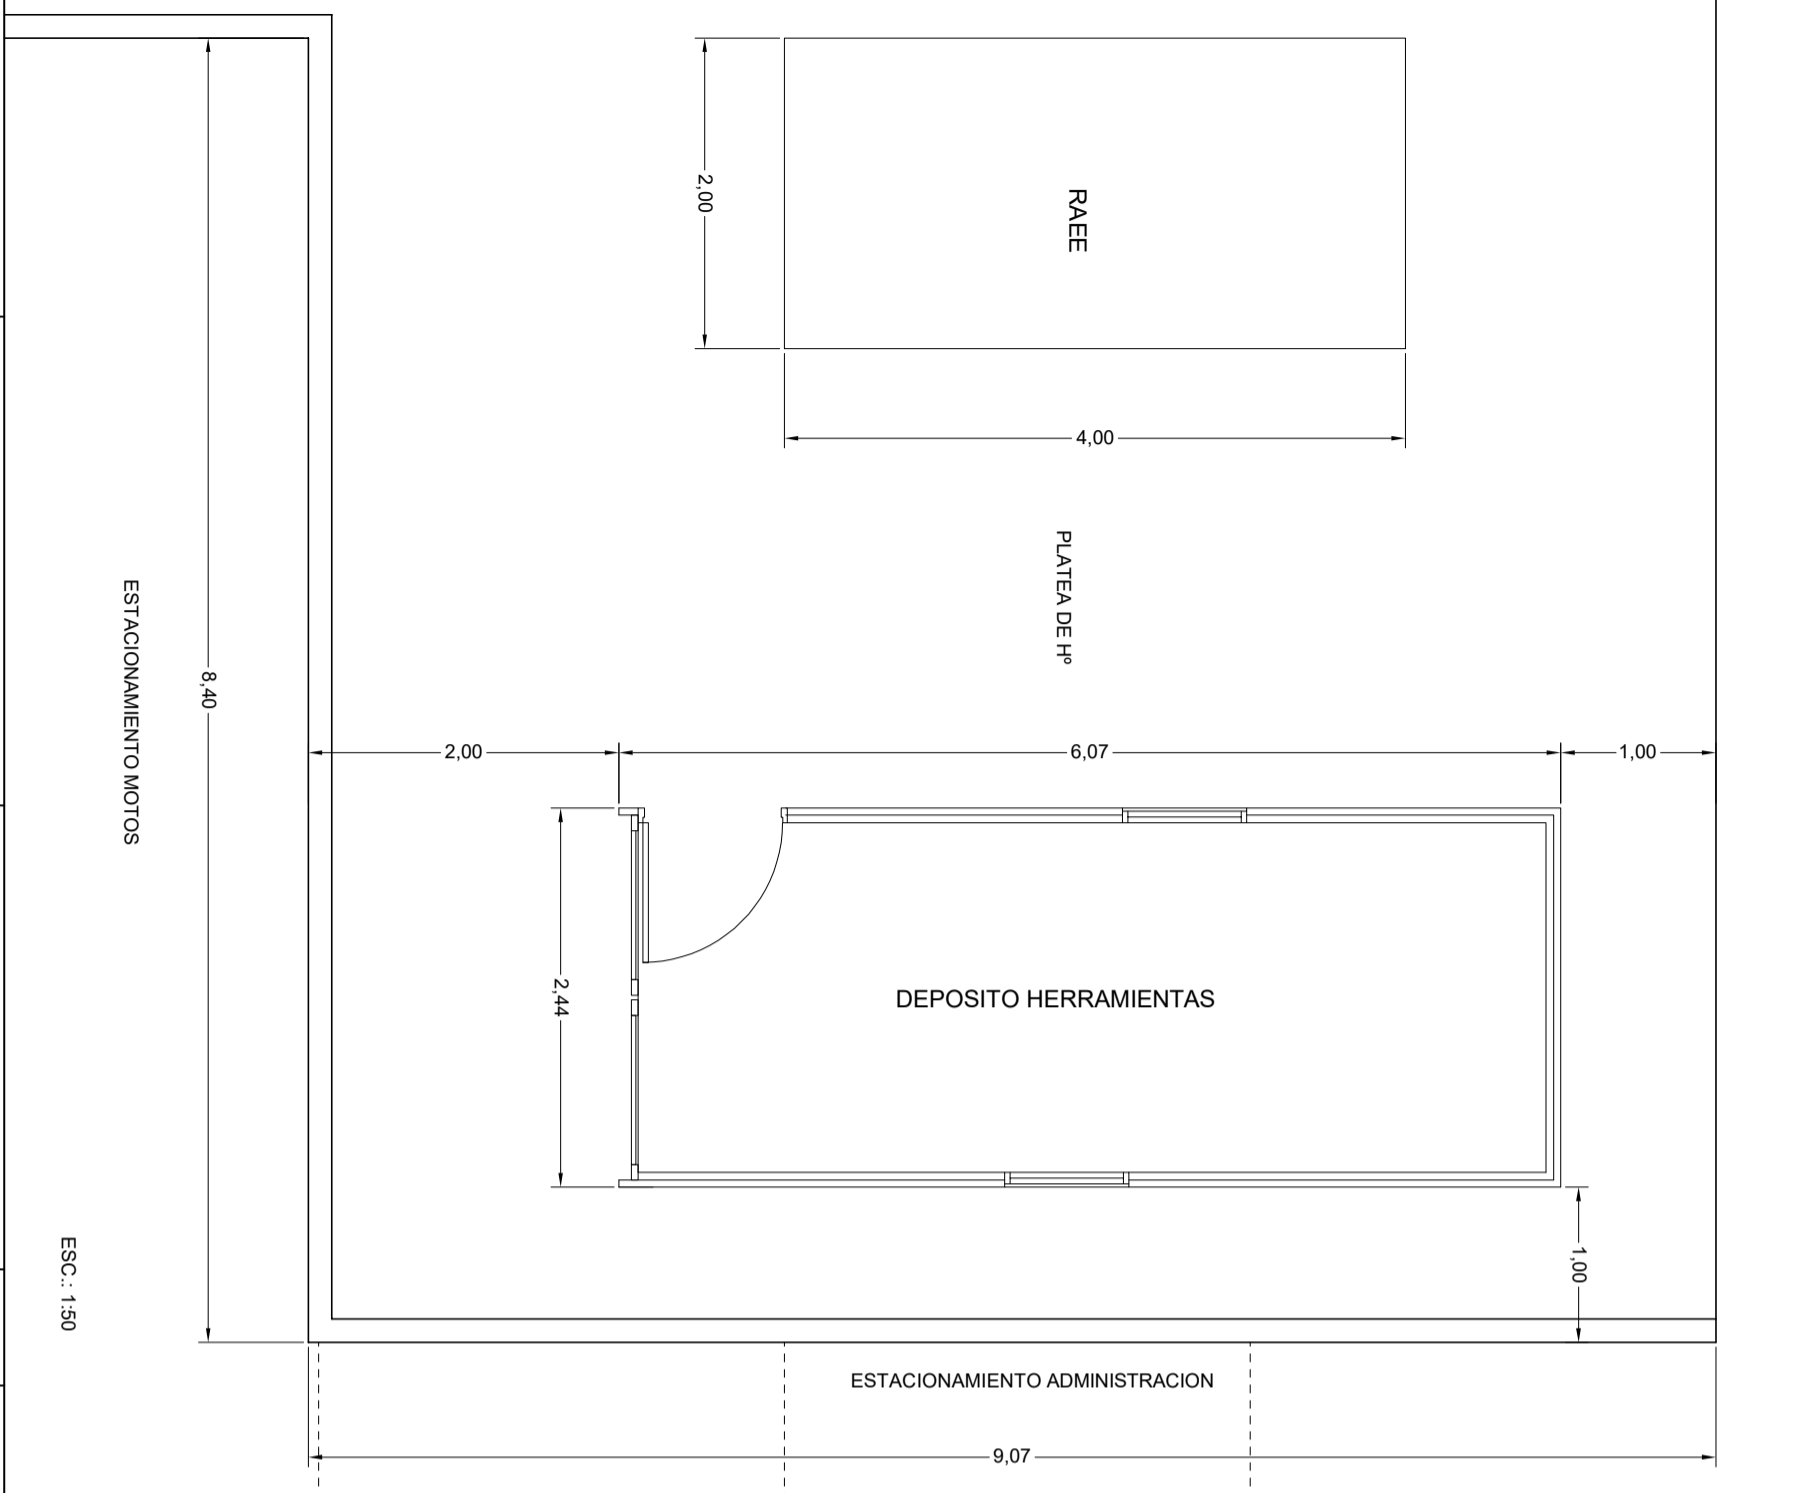 2,00
RAEE
4,00
PLATEA DE Hº
ESTACIONAMIENTO MOTOS
8,40
2,00
6,07
1,00
2,44
DEPOSITO HERRAMIENTAS
1,00
ESC.: 1:50
ESTACIONAMIENTO ADMINISTRACION
9,07